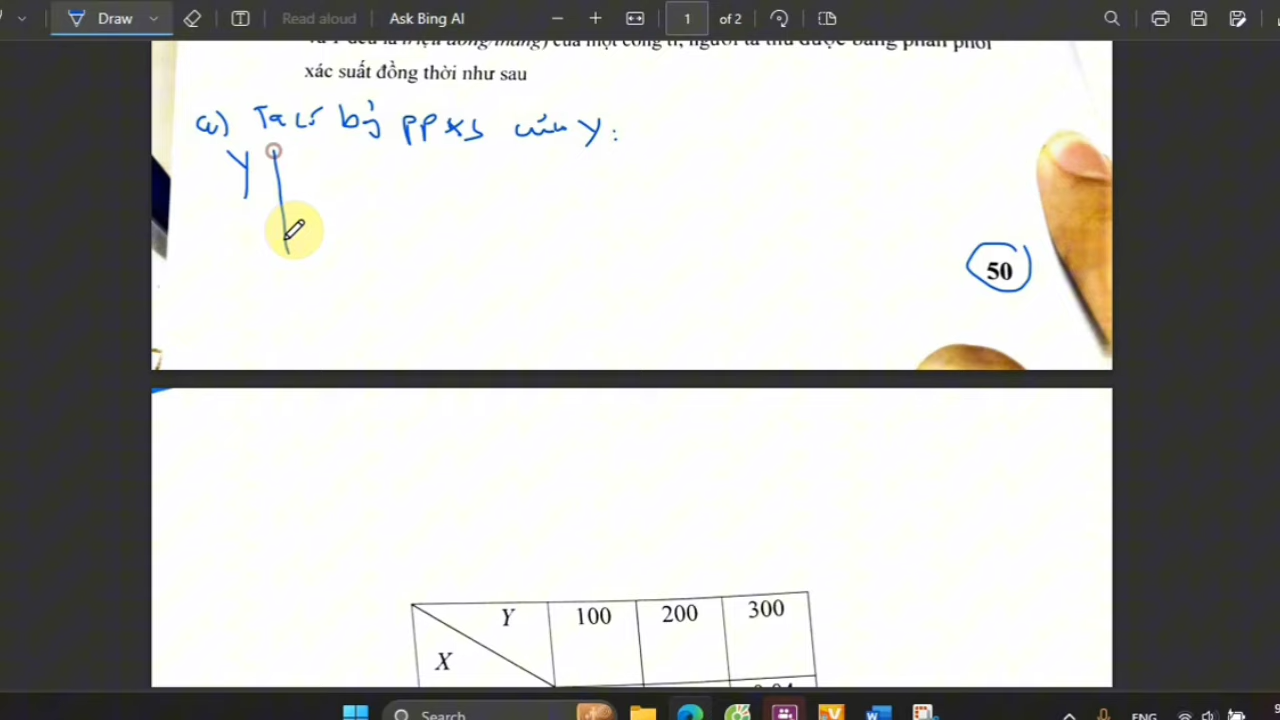 Draw
Read aloud
Ask Bing AI
1
of 2
xác suất đồng thời như sau
a) Ta có bảng PPXS của Y:
Y
50
Y
100
200
300
X
Search
ENG